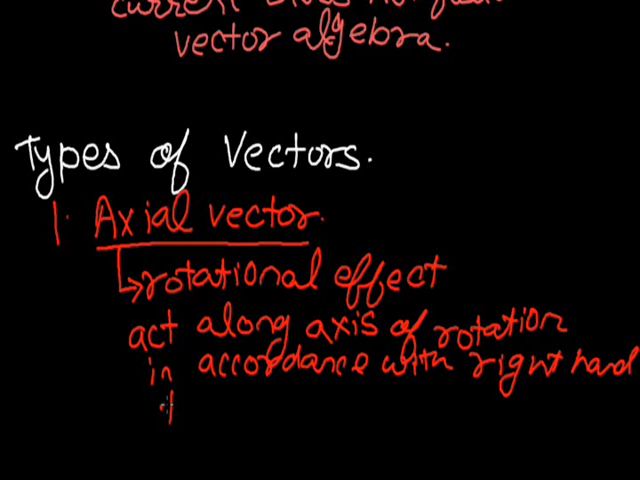 current
vector algebra.
Types of Vectors.
1. Axial vector.
rotational effect
act along axis of rotation
in accordance with right hand